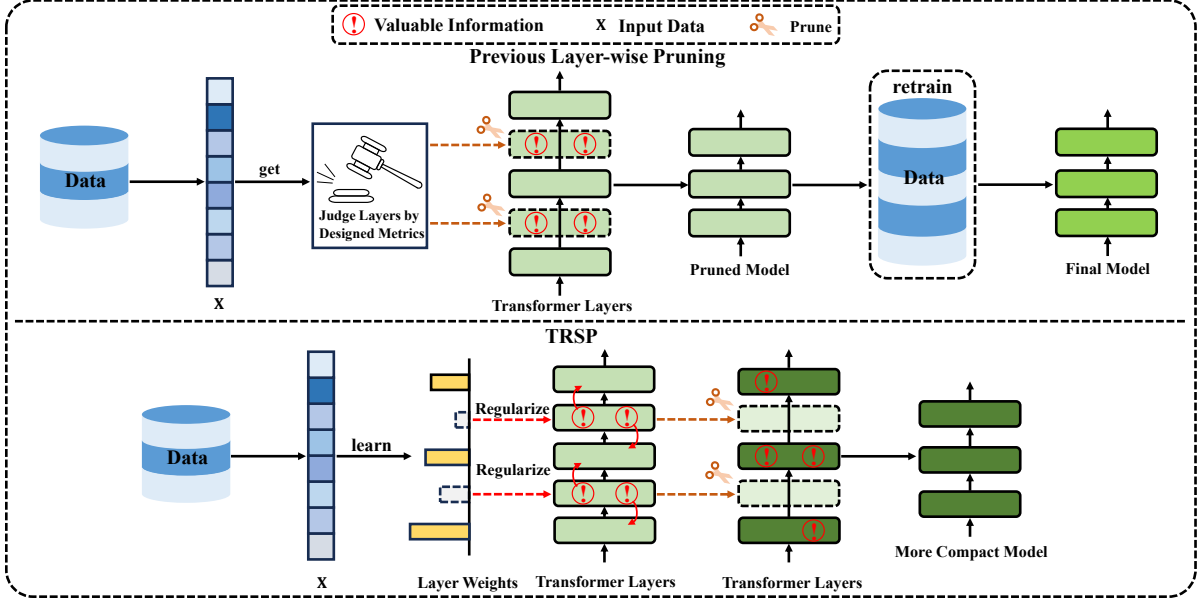 Valuable Information
X
Input Data
Prune
Previous Layer-wise Pruning
Data
X
get
Judge Layers by
Designed Metrics
Transformer Layers
Pruned Model
retrain
Data
Final Model
TRSP
Data
X
learn
Layer Weights
Regularize
Regularize
Transformer Layers
Transformer Layers
More Compact Model